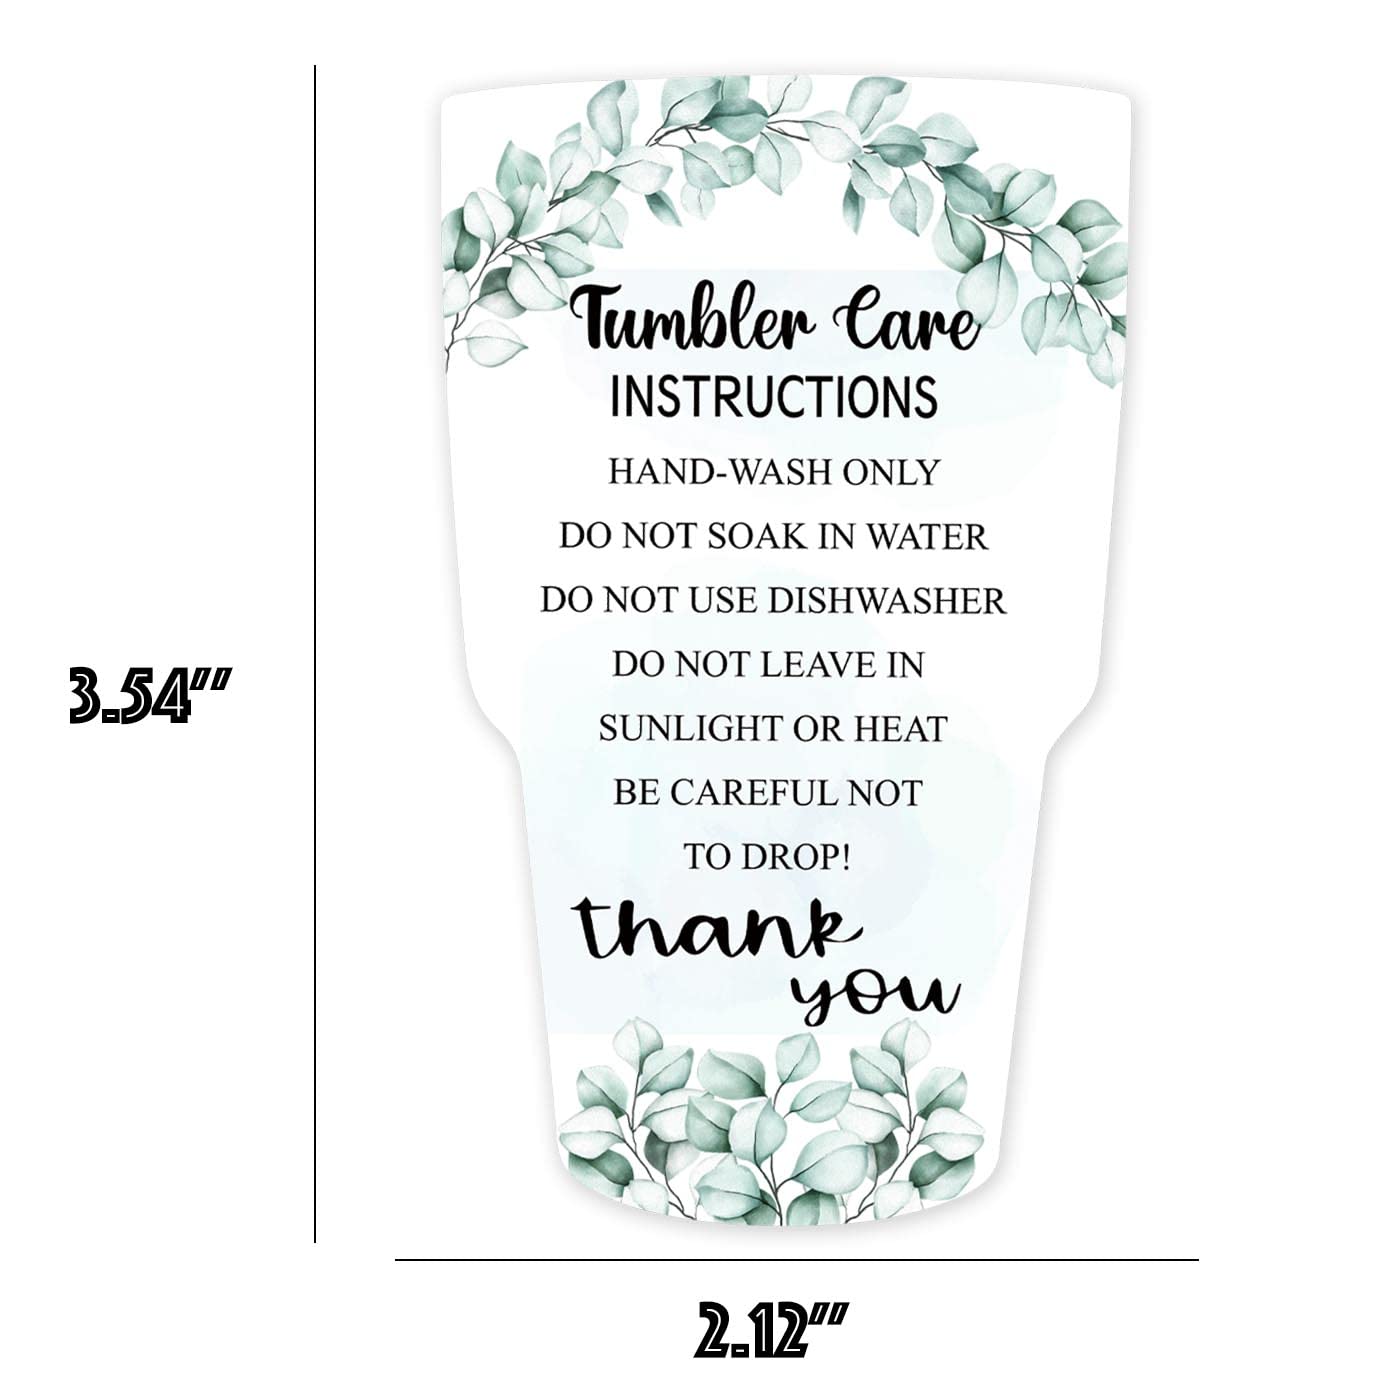 Tumbler Care
INSTRUCTIONS
HAND-WASH ONLY
DO NOT SOAK IN WATER
DO NOT USE DISHWASHER
DO NOT LEAVE IN
SUNLIGHT OR HEAT
BE CAREFUL NOT
TO DROP!
thank
you
3.54"
2.12"